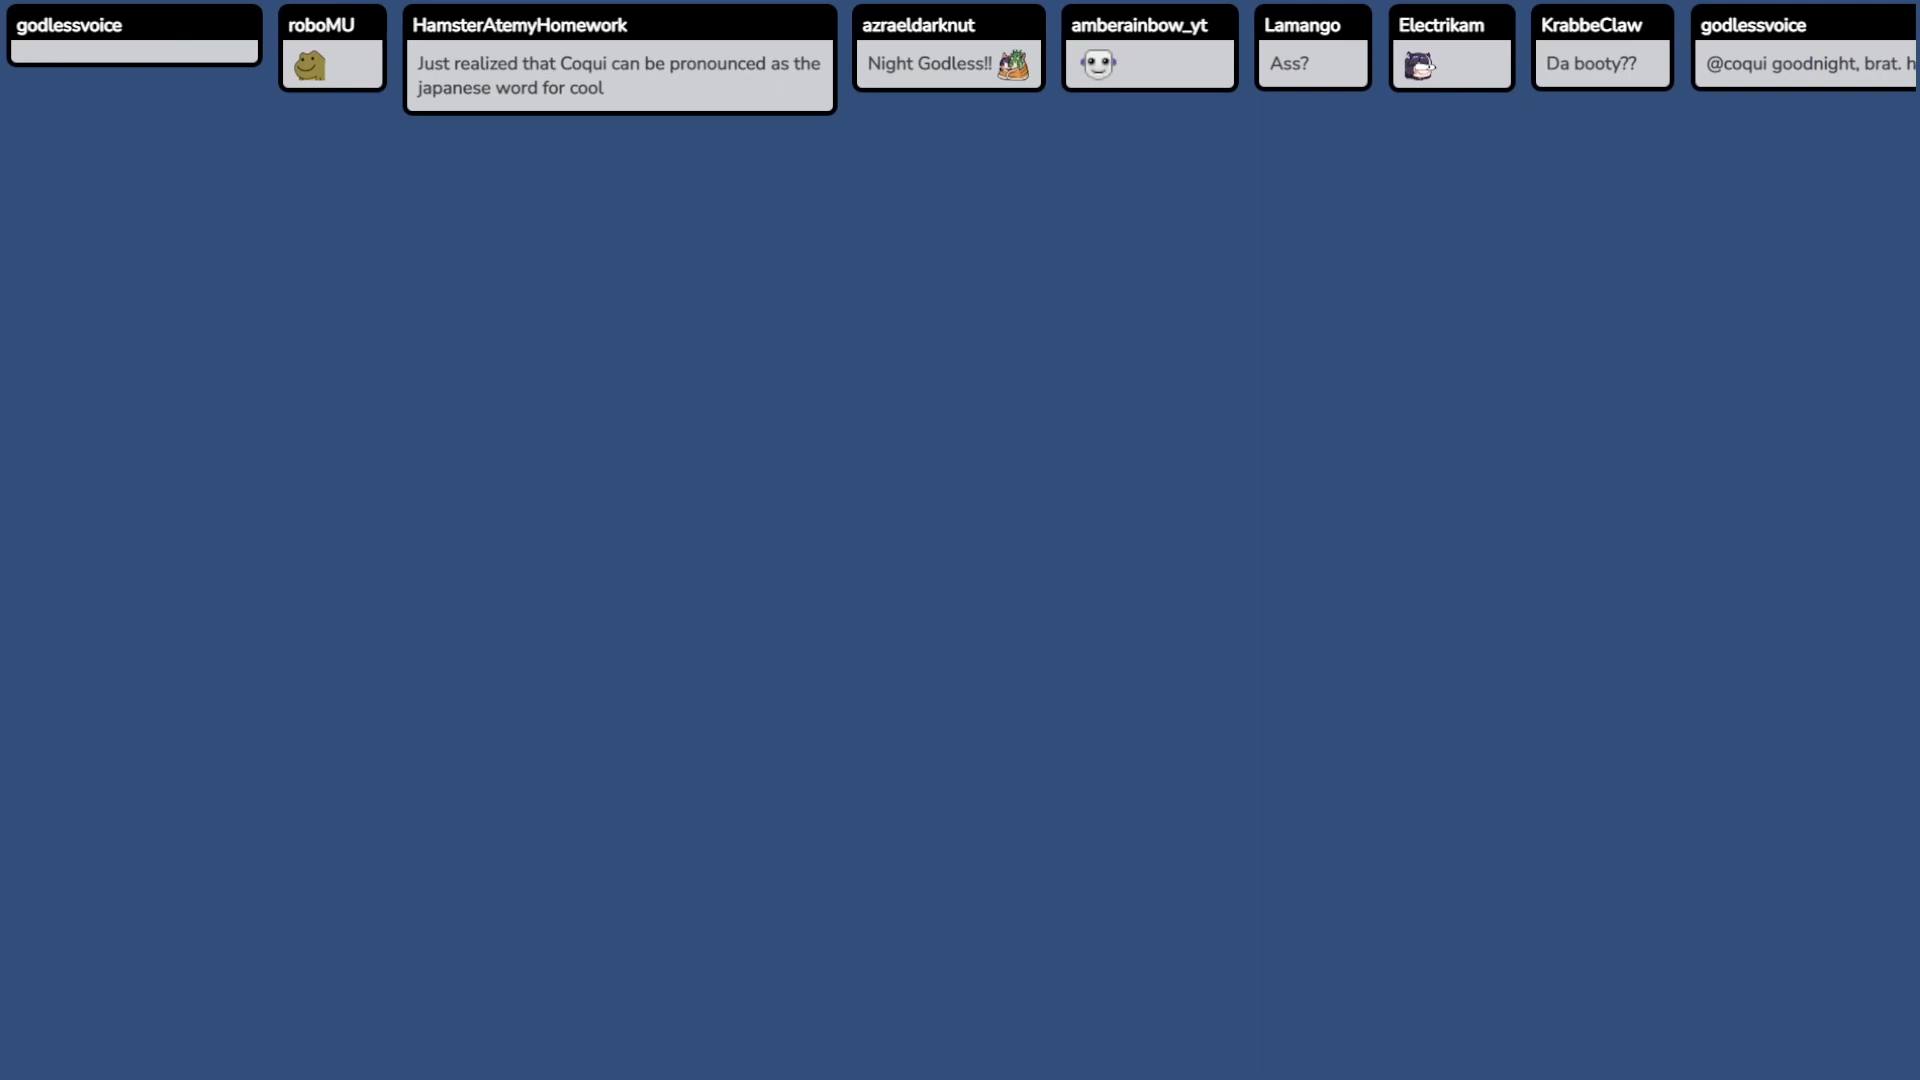 godlessvoice
roboMU
HamsterAtemyHomework
Just realized that Coqui can be pronounced as the
japanese word for cool
azraeldarknut
Night Godless!!
amberainbow_yt
Lamango
Ass?
Electrikam
KrabbeClaw
Da booty??
godlessvoice
@coqui goodnight, brat. h